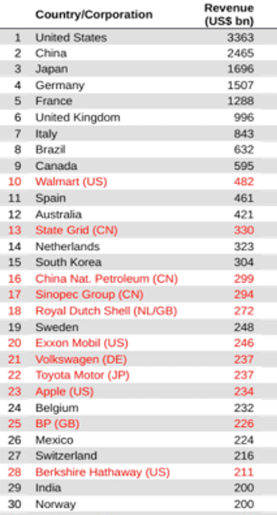 Country/Corporation Revenue (US$ bn)
1 United States 3363
2 China 2465
3 Japan 1696
4 Germany 1507
5 France 1288
6 United Kingdom 996
7 Italy 843
8 Brazil 632
9 Canada 595
10 Walmart (US) 482
11 Spain 461
12 Australia 421
13 State Grid (CN) 330
14 Netherlands 323
15 South Korea 304
16 China Nat. Petroleum (CN) 299
17 Sinopec Group (CN) 294
18 Royal Dutch Shell (NL/GB) 272
19 Sweden 248
20 Exxon Mobil (US) 246
21 Volkswagen (DE) 237
22 Toyota Motor (JP) 237
23 Apple (US) 234
24 Belgium 232
25 BP (GB) 226
26 Mexico 224
27 Switzerland 216
28 Berkshire Hathaway (US) 211
29 India 200
30 Norway 200